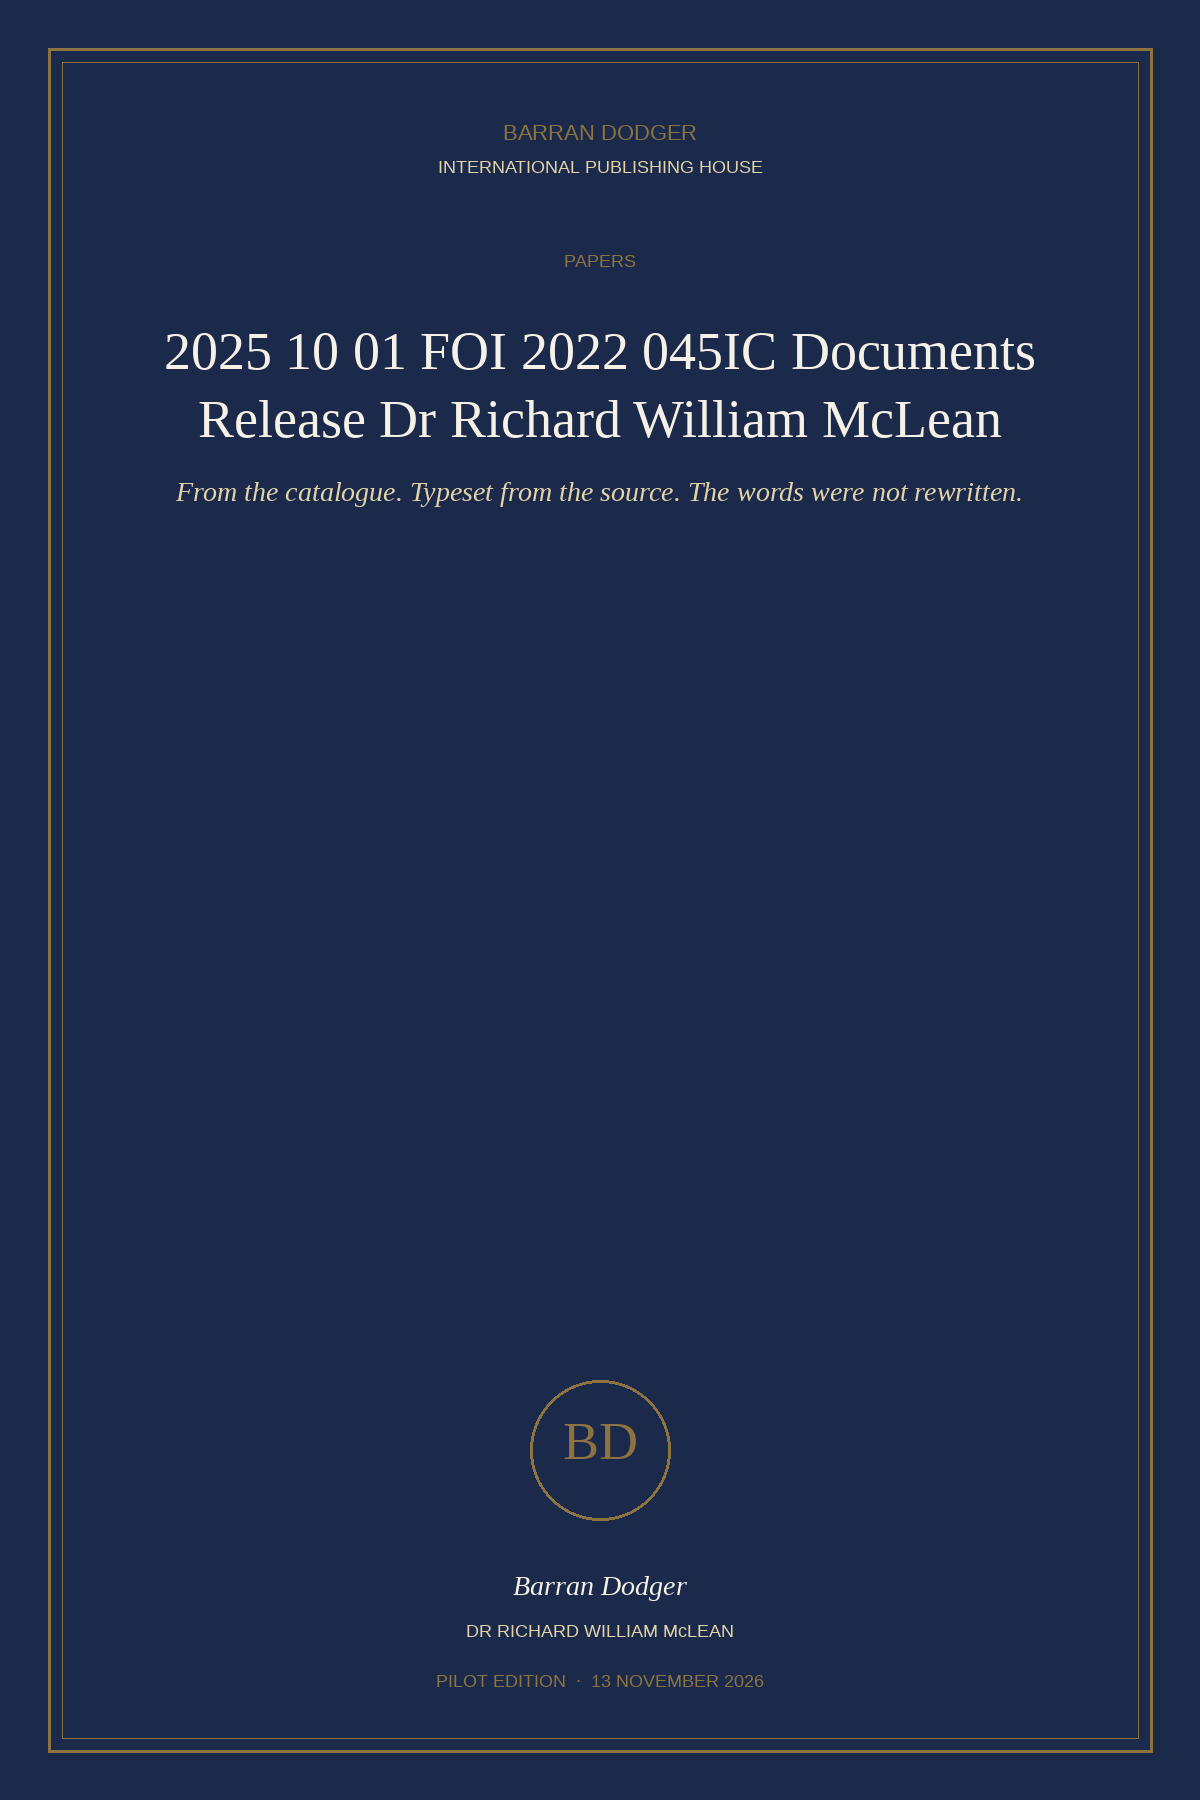 BARRAN DODGER
INTERNATIONAL PUBLISHING HOUSE
PAPERS
2025 10 01 FOI 2022 045IC Documents
Release Dr Richard William McLean
From the catalogue. Typeset from the source. The words were not rewritten.
BD
Barran Dodger
DR RICHARD WILLIAM McLEAN
PILOT EDITION · 13 NOVEMBER 2026